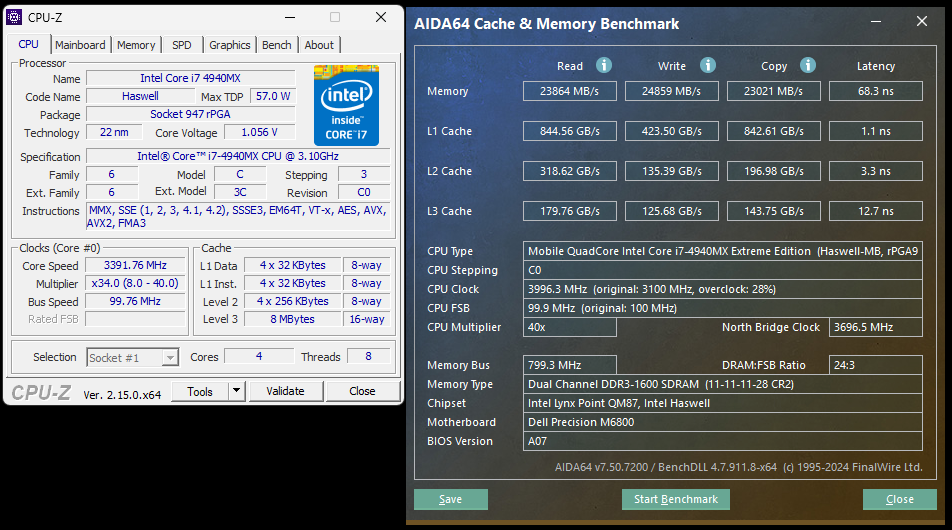 CPU-Z
CPU Mainboard Memory SPD Graphics Bench About
Processor
Name Intel Core i7 4940MX
Code Name Haswell Max TDP 57.0 W
Package Socket 947 rPGA
Technology 22 nm Core Voltage 1.056 V
intel
inside™
CORE™ i7
Specification Intel® Core™ i7-4940MX CPU @ 3.10GHz
Family 6 Model C Stepping 3
Ext. Family 6 Ext. Model 3C Revision C0
Instructions MMX, SSE (1, 2, 3, 4.1, 4.2), SSSE3, EM64T, VT-x, AES, AVX,
AVX2, FMA3
Clocks (Core #0)
Core Speed 3391.76 MHz
Multiplier x34.0 (8.0 - 40.0)
Bus Speed 99.76 MHz
Rated FSB
Cache
L1 Data 4 x 32 KBytes 8-way
L1 Inst. 4 x 32 KBytes 8-way
Level 2 4 x 256 KBytes 8-way
Level 3 8 MBytes 16-way
Selection Socket #1 Cores 4 Threads 8
CPU-Z Ver. 2.15.0.x64 Tools Validate Close
AIDA64 Cache & Memory Benchmark
Read Write Copy Latency
Memory 23864 MB/s 24859 MB/s 23021 MB/s 68.3 ns
L1 Cache 844.56 GB/s 423.50 GB/s 842.61 GB/s 1.1 ns
L2 Cache 318.62 GB/s 135.39 GB/s 196.98 GB/s 3.3 ns
L3 Cache 179.76 GB/s 125.68 GB/s 143.75 GB/s 12.7 ns
CPU Type Mobile QuadCore Intel Core i7-4940MX Extreme Edition (Haswell-MB, rPGA9
CPU Stepping C0
CPU Clock 3996.3 MHz (original: 3100 MHz, overclock: 28%)
CPU FSB 99.9 MHz (original: 100 MHz)
CPU Multiplier 40x North Bridge Clock 3696.5 MHz
Memory Bus 799.3 MHz DRAM:FSB Ratio 24:3
Memory Type Dual Channel DDR3-1600 SDRAM (11-11-11-28 CR2)
Chipset Intel Lynx Point QM87, Intel Haswell
Motherboard Dell Precision M6800
BIOS Version A07
AIDA64 v7.50.7200 / BenchDLL 4.7.911.8-x64 (c) 1995-2024 FinalWire Ltd.
Save Start Benchmark Close